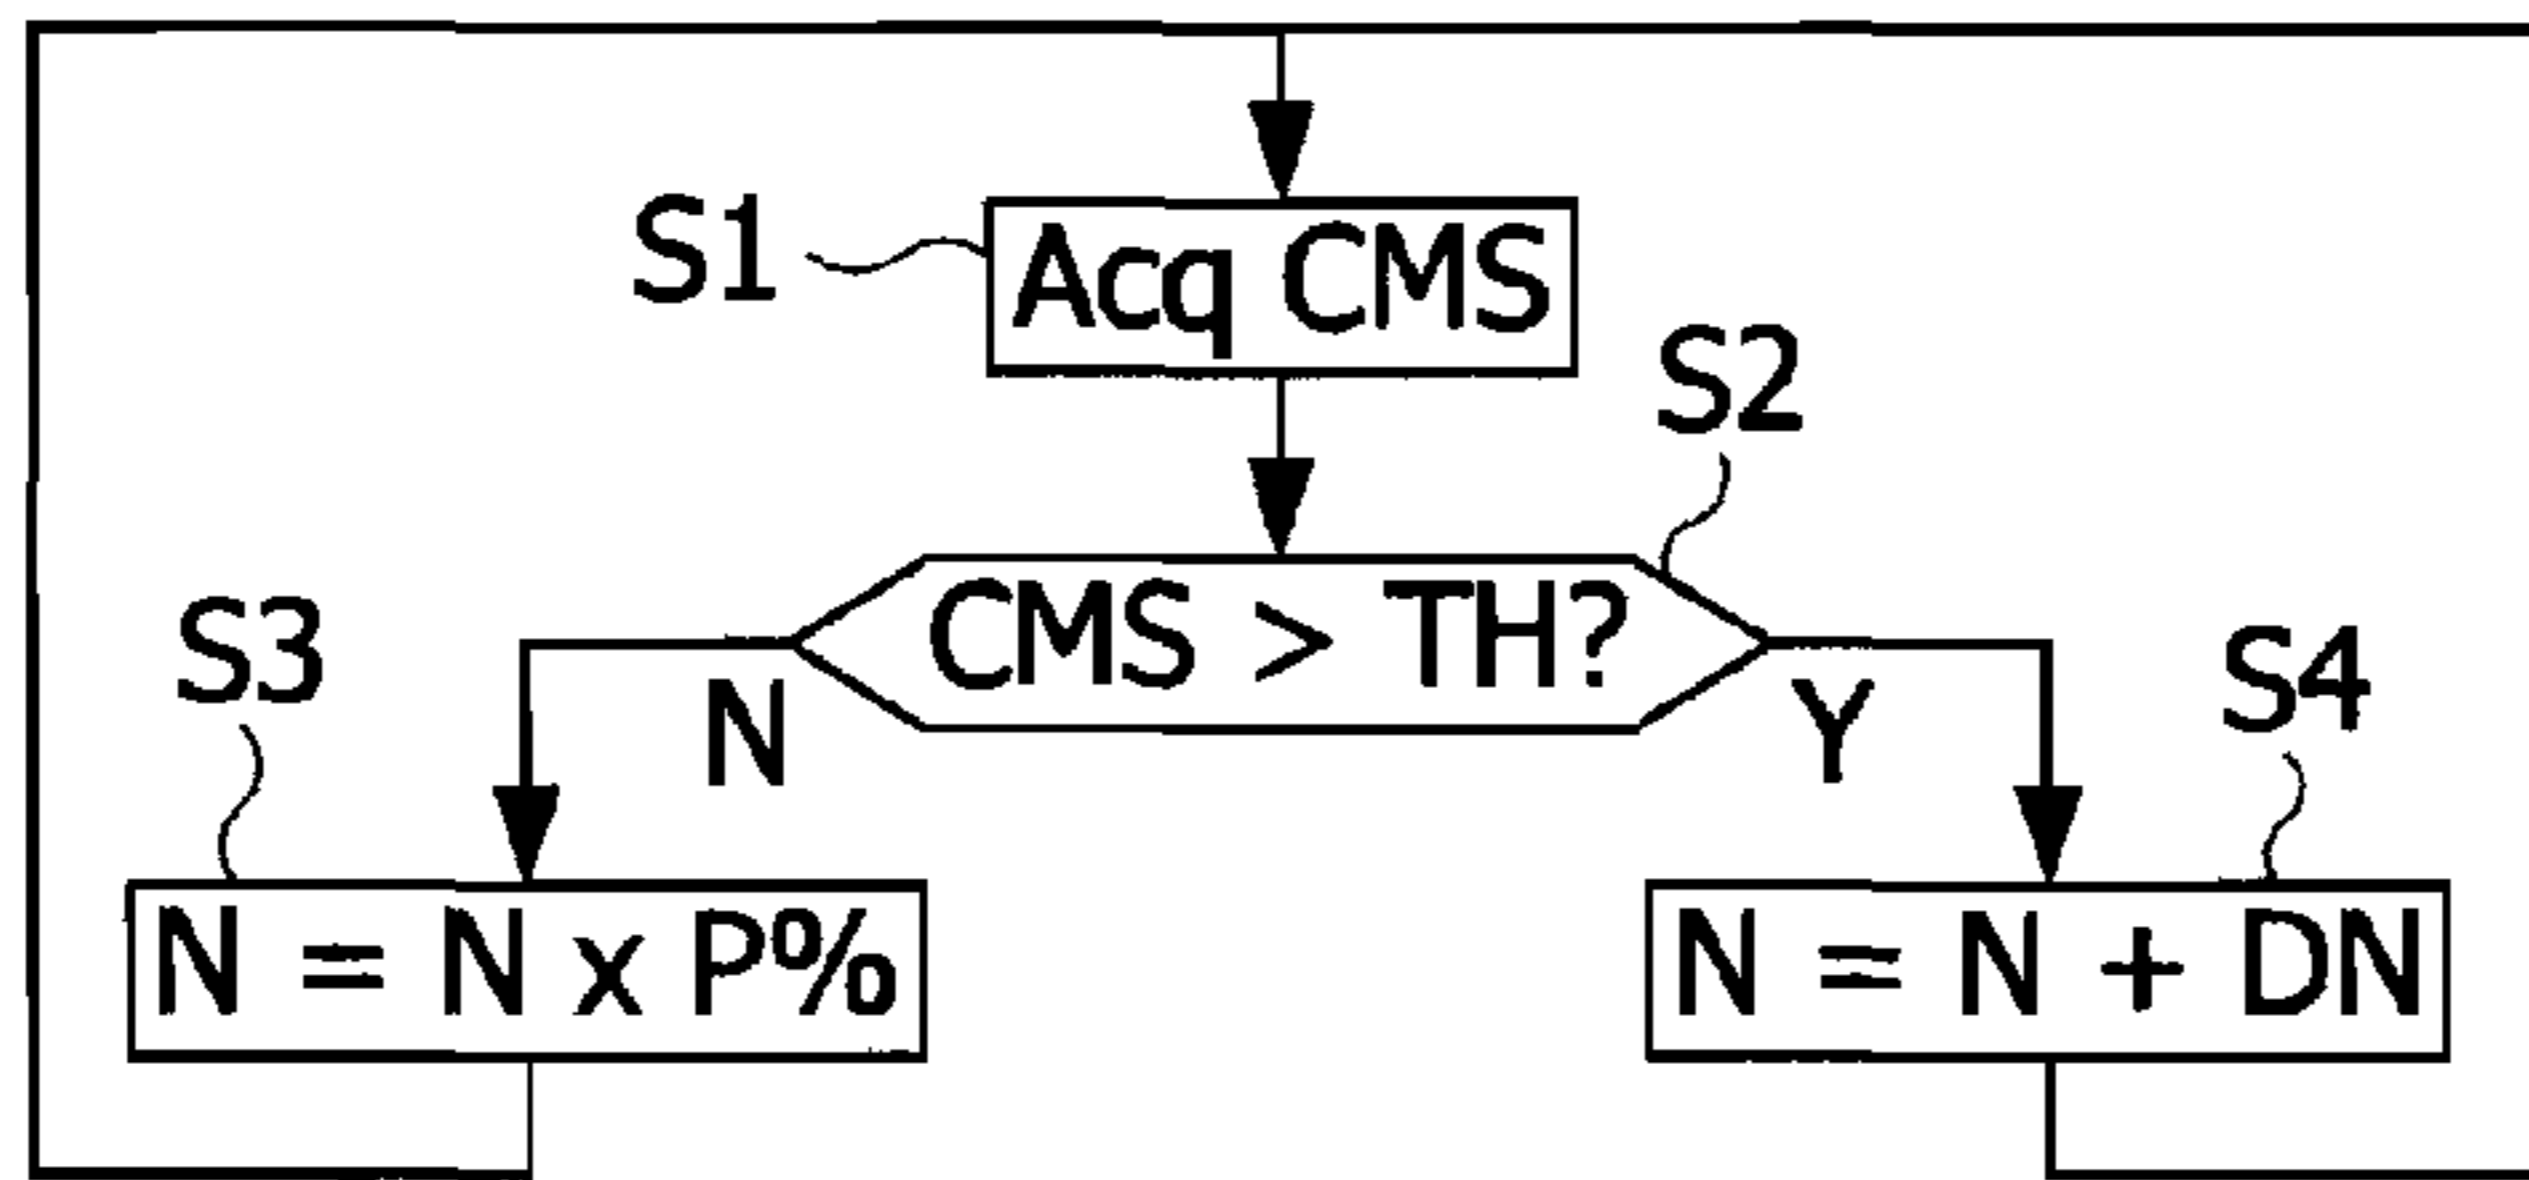 S1
Acq CMS
S2
CMS > TH?
N
Y
S3
S4
N = N x P%
N = N + DN